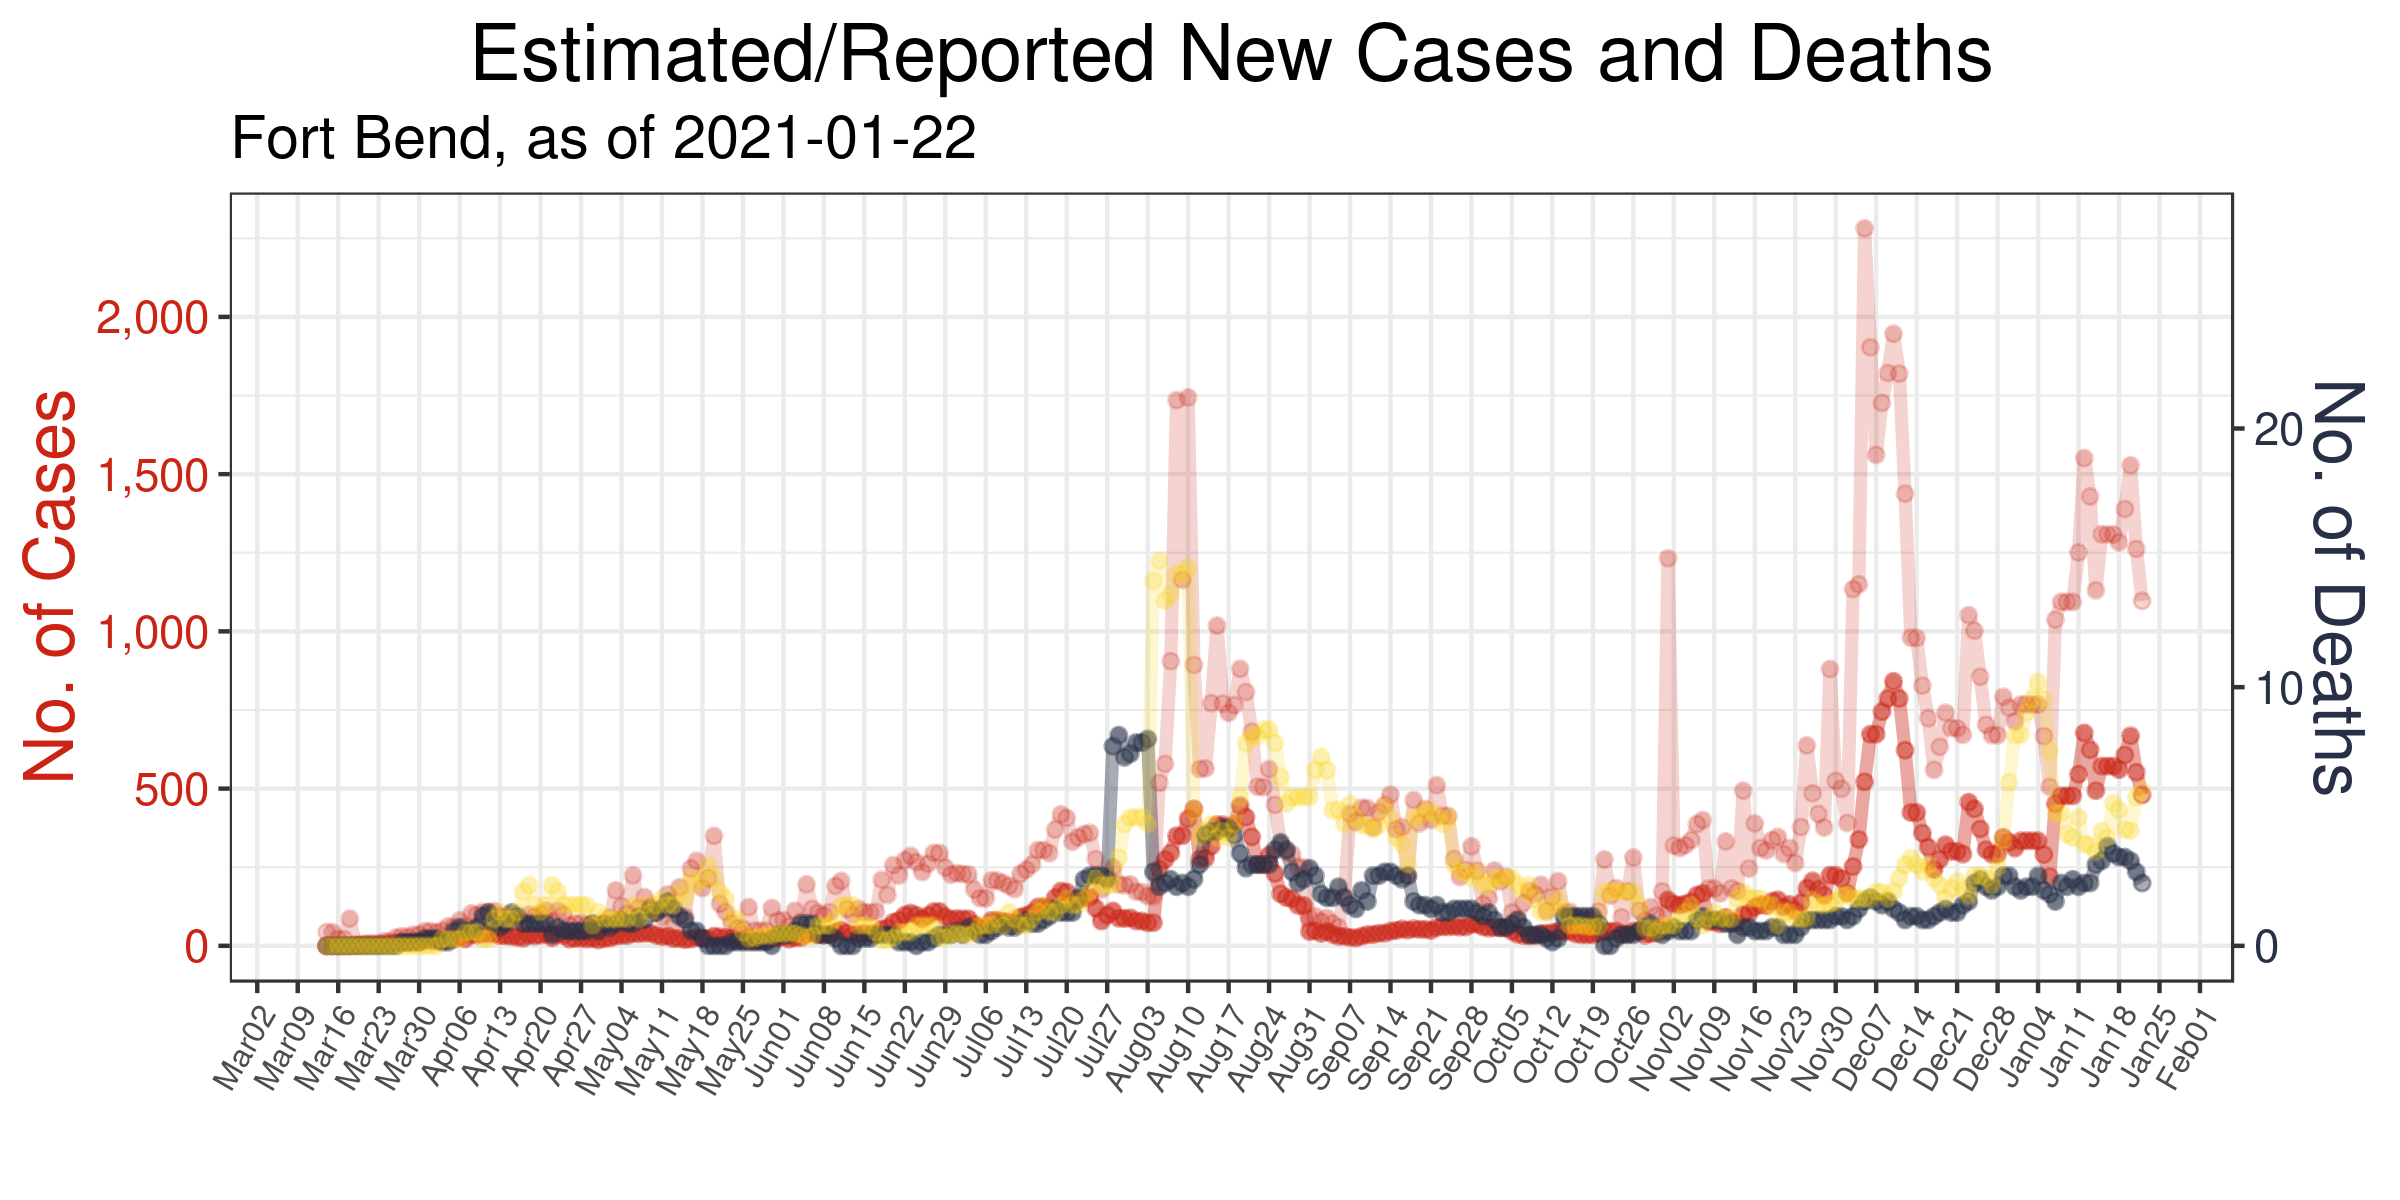 Estimated/Reported New Cases and Deaths
Fort Bend, as of 2021-01-22
No. of Cases
2,000
1,500
1,000
500
0
20
10
0
No. of Deaths
Mar02
Mar09
Mar16
Mar23
Mar30
Apr06
Apr13
Apr20
Apr27
May04
May11
May18
May25
Jun01
Jun08
Jun15
Jun22
Jun29
Jul06
Jul13
Jul20
Jul27
Aug03
Aug10
Aug17
Aug24
Aug31
Sep07
Sep14
Sep21
Sep28
Oct05
Oct12
Oct19
Oct26
Nov02
Nov09
Nov16
Nov23
Nov30
Dec07
Dec14
Dec21
Dec28
Jan04
Jan11
Jan18
Jan25
Feb01